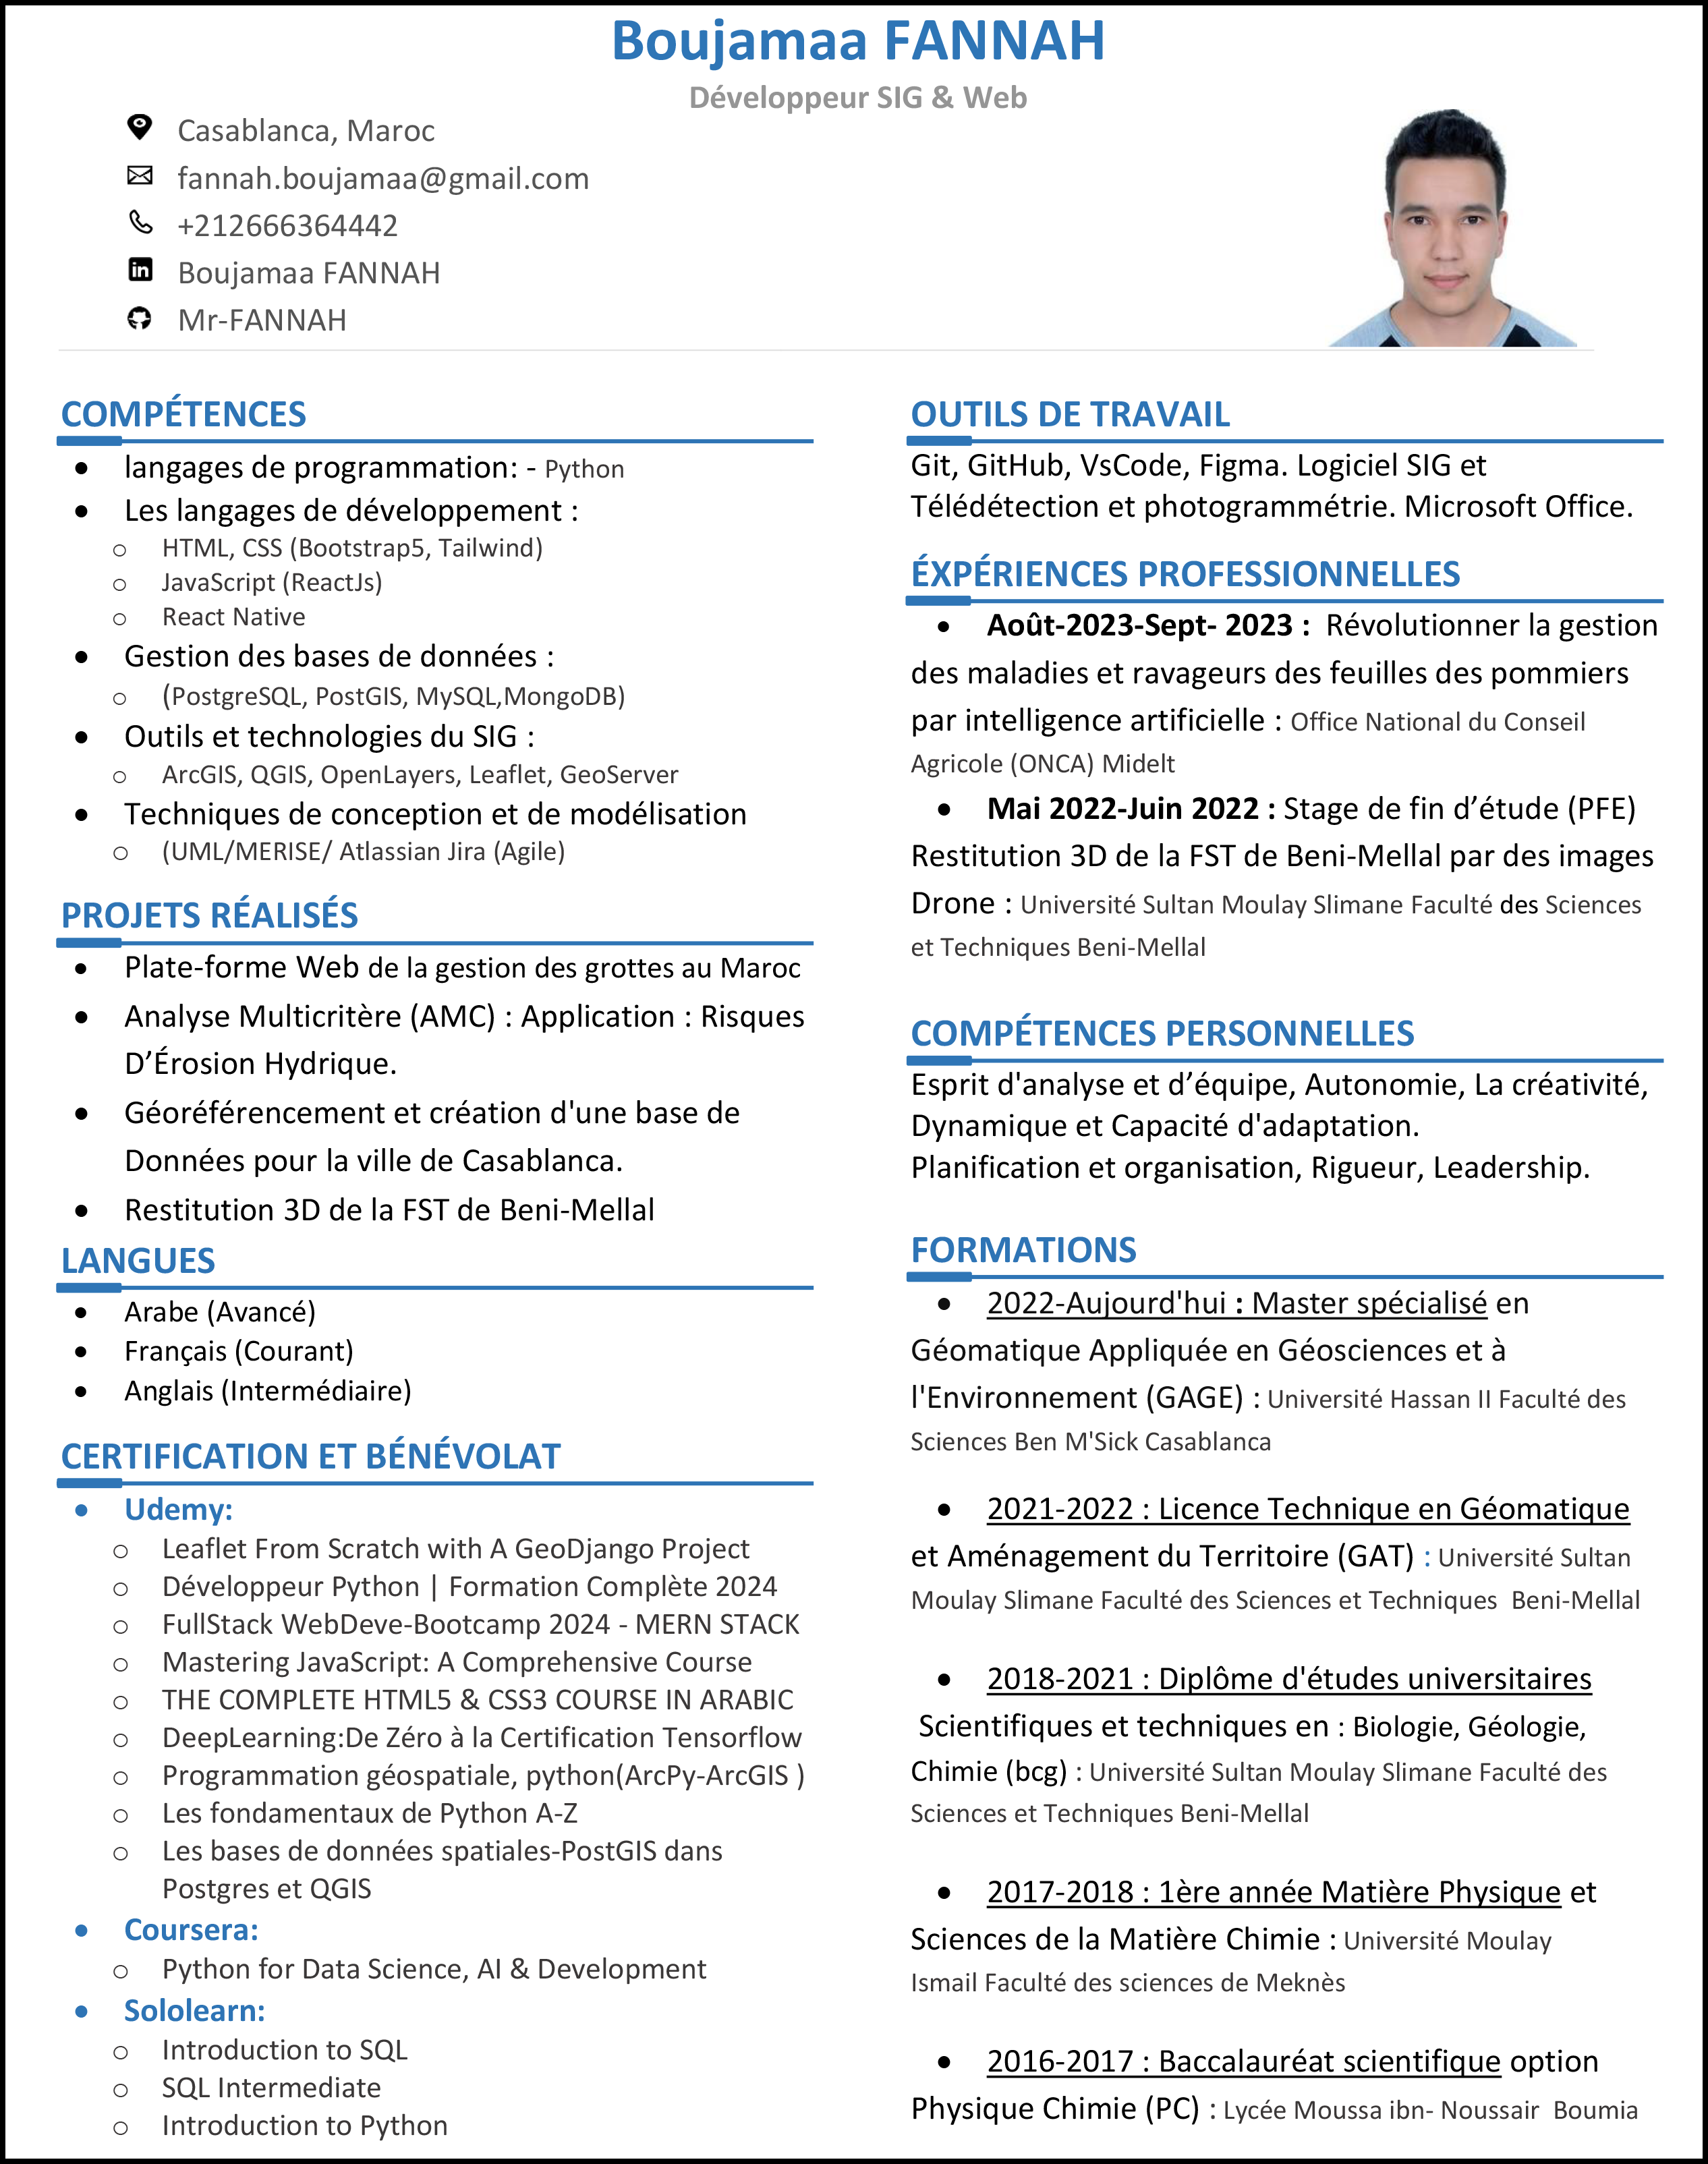 Boujamaa FANNAH
Développeur SIG & Web
Casablanca, Maroc
fannah.boujamaa@gmail.com
+212666364442
in
Boujamaa FANNAH
Mr-FANNAH
COMPÉTENCES
• langages de programmation: - Python
• Les langages de développement :
o HTML, CSS (Bootstrap5, Tailwind)
o JavaScript (ReactJs)
o React Native
• Gestion des bases de données :
o (PostgreSQL, PostGIS, MySQL,MongoDB)
• Outils et technologies du SIG :
o ArcGIS, QGIS, OpenLayers, Leaflet, GeoServer
• Techniques de conception et de modélisation
o (UML/MERISE/ Atlassian Jira (Agile)
PROJETS RÉALISÉS
• Plate-forme Web de la gestion des grottes au Maroc
• Analyse Multicritère (AMC) : Application : Risques
D’Érosion Hydrique.
• Géoréférencement et création d'une base de
Données pour la ville de Casablanca.
• Restitution 3D de la FST de Beni-Mellal
LANGUES
• Arabe (Avancé)
• Français (Courant)
• Anglais (Intermédiaire)
CERTIFICATION ET BÉNÉVOLAT
• Udemy:
o Leaflet From Scratch with A GeoDjango Project
o Développeur Python | Formation Complète 2024
o FullStack WebDeve-Bootcamp 2024 - MERN STACK
o Mastering JavaScript: A Comprehensive Course
o THE COMPLETE HTML5 & CSS3 COURSE IN ARABIC
o DeepLearning:De Zéro à la Certification Tensorflow
o Programmation géospatiale, python(ArcPy-ArcGIS )
o Les fondamentaux de Python A-Z
o Les bases de données spatiales-PostGIS dans
Postgres et QGIS
• Coursera:
o Python for Data Science, AI & Development
• Sololearn:
o Introduction to SQL
o SQL Intermediate
o Introduction to Python
OUTILS DE TRAVAIL
Git, GitHub, VsCode, Figma. Logiciel SIG et
Télédétection et photogrammétrie. Microsoft Office.
ÉXPÉRIENCES PROFESSIONNELLES
• Août-2023-Sept- 2023 : Révolutionner la gestion
des maladies et ravageurs des feuilles des pommiers
par intelligence artificielle : Office National du Conseil
Agricole (ONCA) Midelt
• Mai 2022-Juin 2022 : Stage de fin d’étude (PFE)
Restitution 3D de la FST de Beni-Mellal par des images
Drone : Université Sultan Moulay Slimane Faculté des Sciences
et Techniques Beni-Mellal
COMPÉTENCES PERSONNELLES
Esprit d'analyse et d’équipe, Autonomie, La créativité,
Dynamique et Capacité d'adaptation.
Planification et organisation, Rigueur, Leadership.
FORMATIONS
• 2022-Aujourd'hui : Master spécialisé en
Géomatique Appliquée en Géosciences et à
l'Environnement (GAGE) : Université Hassan II Faculté des
Sciences Ben M'Sick Casablanca
• 2021-2022 : Licence Technique en Géomatique
et Aménagement du Territoire (GAT) : Université Sultan
Moulay Slimane Faculté des Sciences et Techniques Beni-Mellal
• 2018-2021 : Diplôme d'études universitaires
Scientifiques et techniques en : Biologie, Géologie,
Chimie (bcg) : Université Sultan Moulay Slimane Faculté des
Sciences et Techniques Beni-Mellal
• 2017-2018 : 1ère année Matière Physique et
Sciences de la Matière Chimie : Université Moulay
Ismail Faculté des sciences de Meknès
• 2016-2017 : Baccalauréat scientifique option
Physique Chimie (PC) : Lycée Moussa ibn- Noussair Boumia